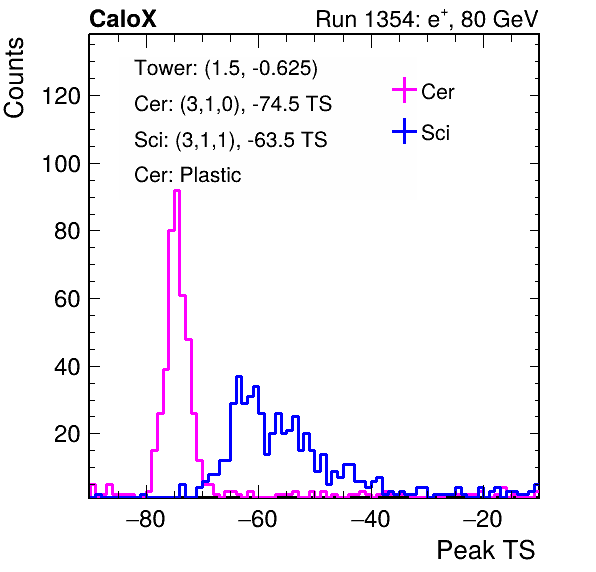 CaloX Run 1354: e⁺, 80 GeV
Counts
Tower: (1.5, -0.625)
Cer: (3,1,0), -74.5 TS
Sci: (3,1,1), -63.5 TS
Cer: Plastic
Cer
Sci
120
100
80
60
40
20
−80 −60 −40 −20
Peak TS